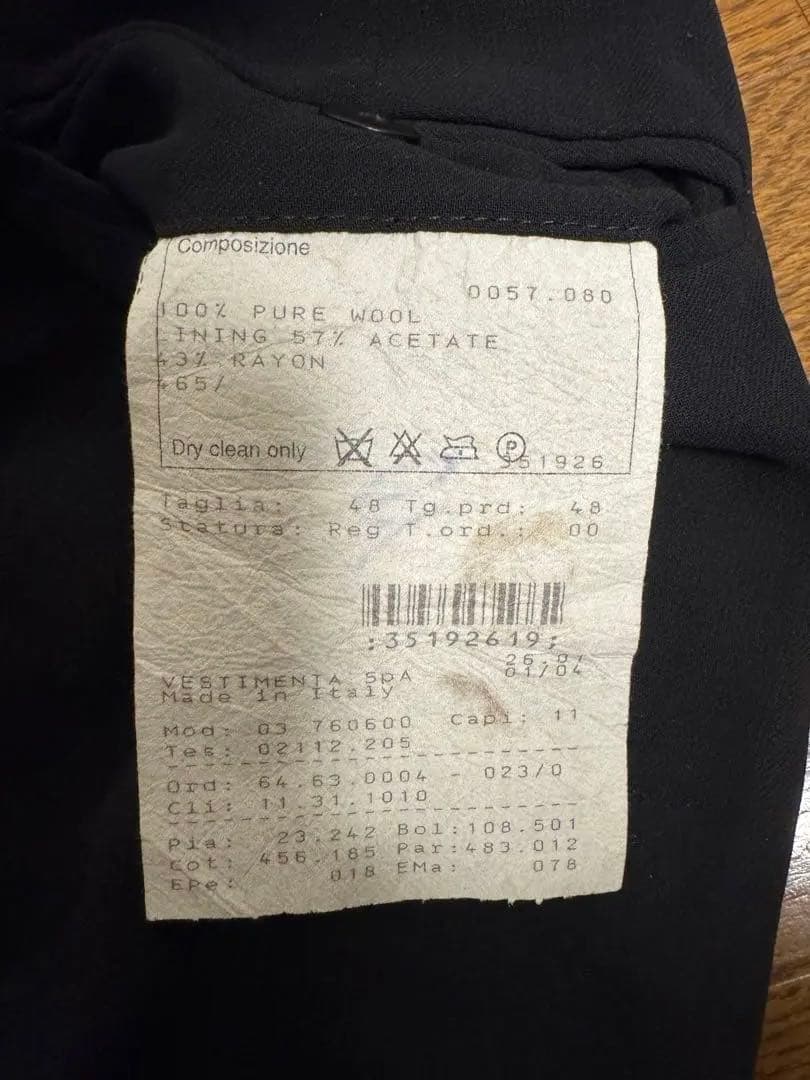 Composizione
0057.080
100% PURE WOOL
LINING 57% ACETATE
43% RAYON
465/
Dry clean only P
351926
Taglia: 48 Tg.prd: 48
Statura: Reg T.ord.: 00
:35192619;
01/04
VESTIMENTA SpA
Made in Italy
Mod: 03 760600 Capi: 11
Tes: 02112.205
Ord: 64.63.0004 - 023/0
Cli: 11.31.1010
Pia: 23.242 Bol:108.501
Cot: 456.185 Par:483.012
EPe: 018 EMa: 078